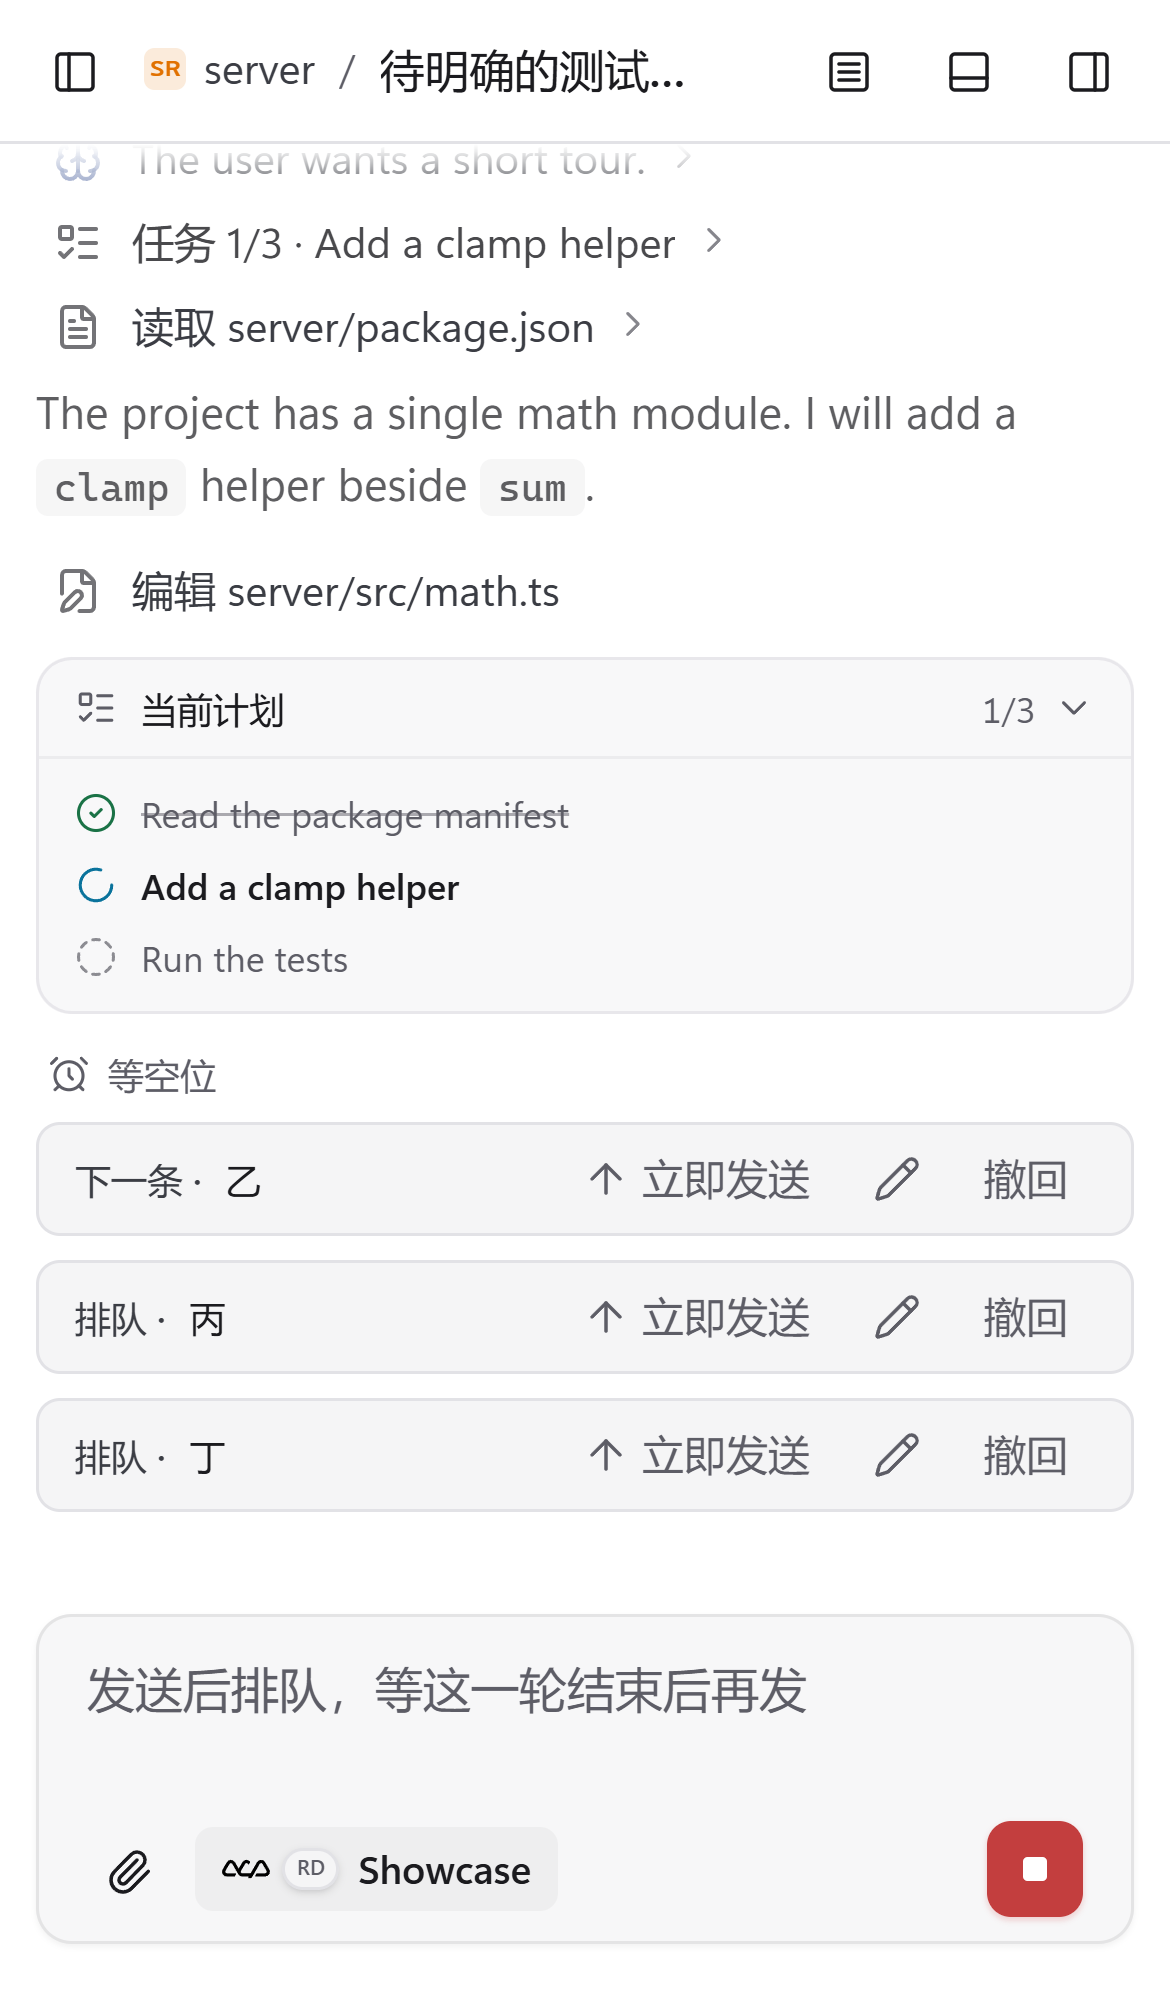 SR server / 待明确的测试...
The user wants a short tour.
任务 1/3 · Add a clamp helper
读取 server/package.json
The project has a single math module. I will add a
clamp helper beside sum.
编辑 server/src/math.ts
当前计划 1/3
Read the package manifest
Add a clamp helper
Run the tests
等空位
下一条 · 乙 立即发送 撤回
排队 · 丙 立即发送 撤回
排队 · 丁 立即发送 撤回
发送后排队，等这一轮结束后再发
RD Showcase